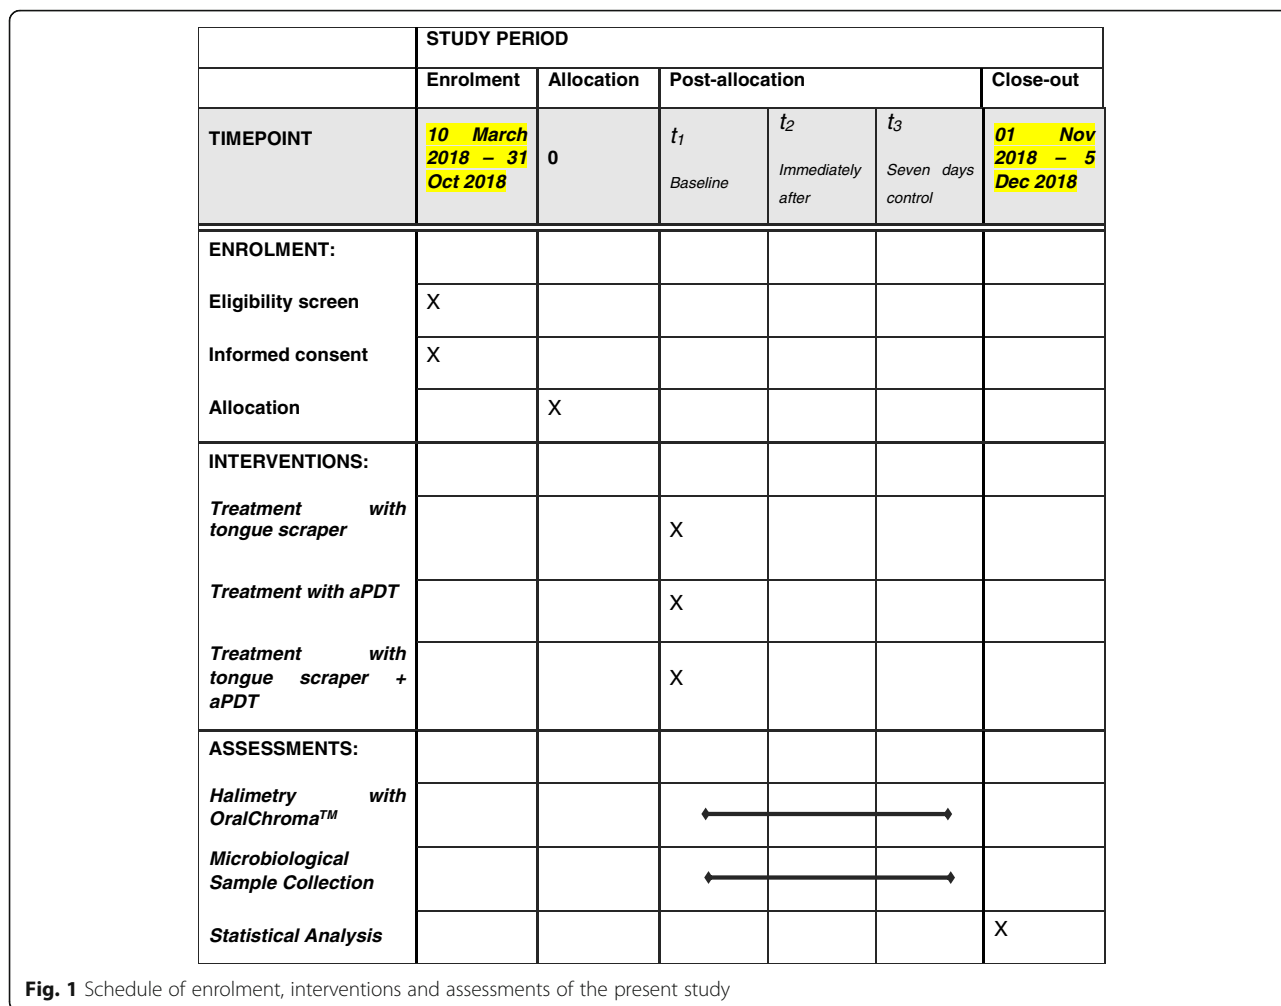 STUDY PERIOD
Enrolment Allocation Post-allocation Close-out
TIMEPOINT
10 March
2018 – 31
Oct 2018
0
t1
Baseline
t2
Immediately
after
t3
Seven days
control
01 Nov
2018 – 5
Dec 2018
ENROLMENT:
Eligibility screen X
Informed consent X
Allocation X
INTERVENTIONS:
Treatment with
tongue scraper
X
Treatment with aPDT
X
Treatment with
tongue scraper +
aPDT
X
ASSESSMENTS:
Halimetry with
OralChroma™
Microbiological
Sample Collection
Statistical Analysis X
Fig. 1 Schedule of enrolment, interventions and assessments of the present study